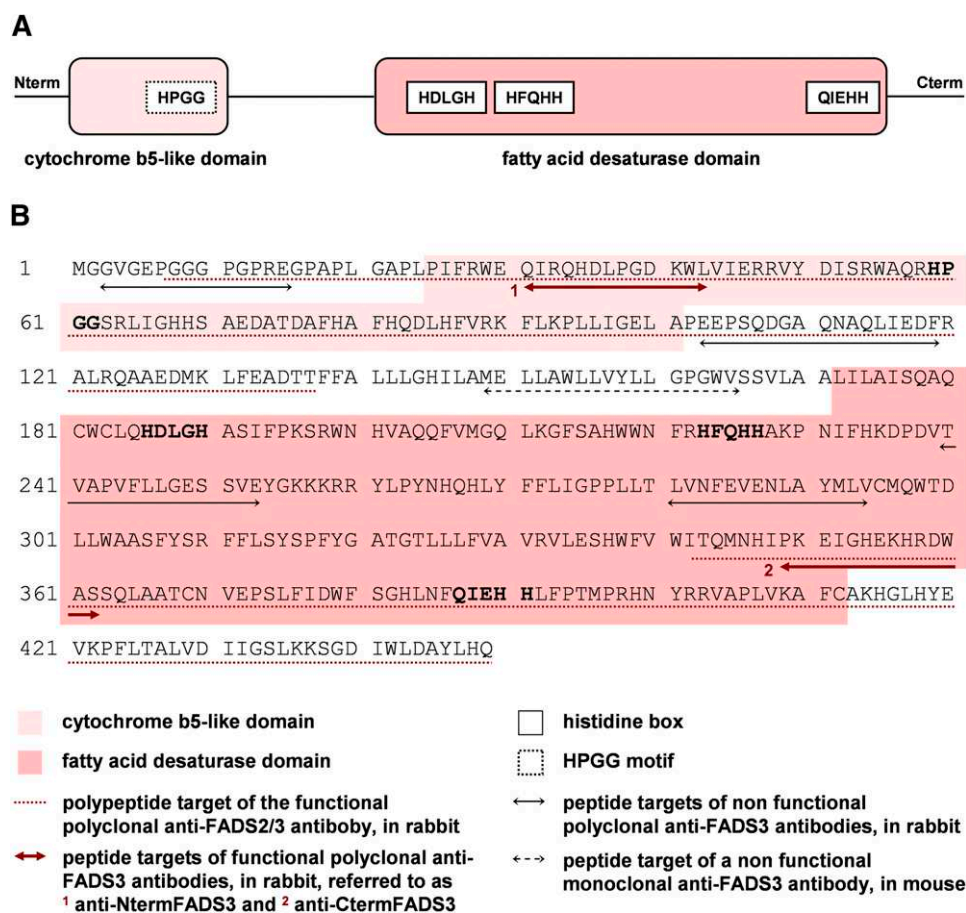 A
Nterm
HPGG
HDLGH
HFQHH
QIEHH
Cterm
cytochrome b5-like domain
fatty acid desaturase domain
B
1 MGGVGEPGGG PGPREGPAPL GAPLPIFRWE QIRQHDLPGD KWLVIERRVY DISRWAQRHP
1
61 GGSRLIGHHS AEDATDAFHA FHQDLHFVRK FLKPLLIGEL APEEPSQDGA QNAQLIEDFR
121 ALRQAAEDMK LFEADTTFFA LLLGHILAME LLAWLLVYLL GPGWVSSVLA ALILAISQAQ
181 CWCLQHDLGH ASIFPKSRWN HVAQQFVMGQ LKGFSAHWWN FRHFQHHAKP NIFHKDPDVT
241 VAPVFLLGES SVEYGKKKRR YLPYNHQHLY FFLIGPPLLT LVNFEVENLA YMLVCMQWTD
301 LLWAASFYSR FFLSYSPFYG ATGTLLLFVA VRVLESHWFV WITQMNHIPK EIGHEKHRDW
2
361 ASSQLAATCN VEPSLFIDWF SGHLNFQIEH HLFPTMPRHN YRRVAPLVKA FCAKHGLHYE
421 VKPFLTALVD IIGSLKKSGD IWLDAYLHQ
cytochrome b5-like domain
fatty acid desaturase domain
polypeptide target of the functional
polyclonal anti-FADS2/3 antiboby, in rabbit
peptide targets of functional polyclonal anti-
FADS3 antibodies, in rabbit, referred to as
1 anti-NtermFADS3 and 2 anti-CtermFADS3
histidine box
HPGG motif
peptide targets of non functional
polyclonal anti-FADS3 antibodies, in rabbit
peptide target of a non functional
monoclonal anti-FADS3 antibody, in mouse